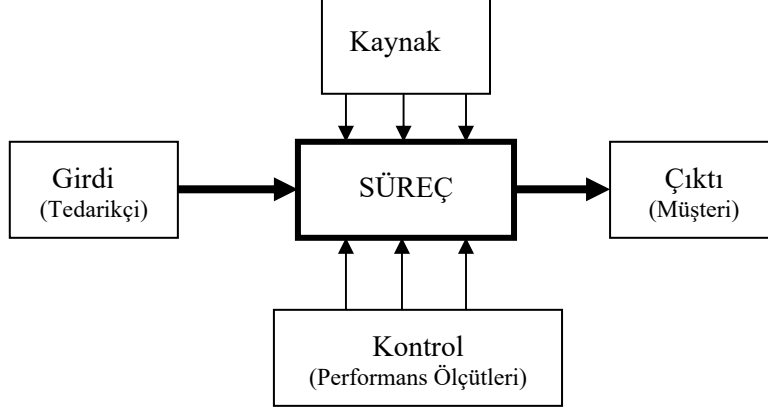 Kaynak
Girdi
(Tedarikçi)
SÜREÇ
Çıktı
(Müşteri)
Kontrol
(Performans Ölçütleri)